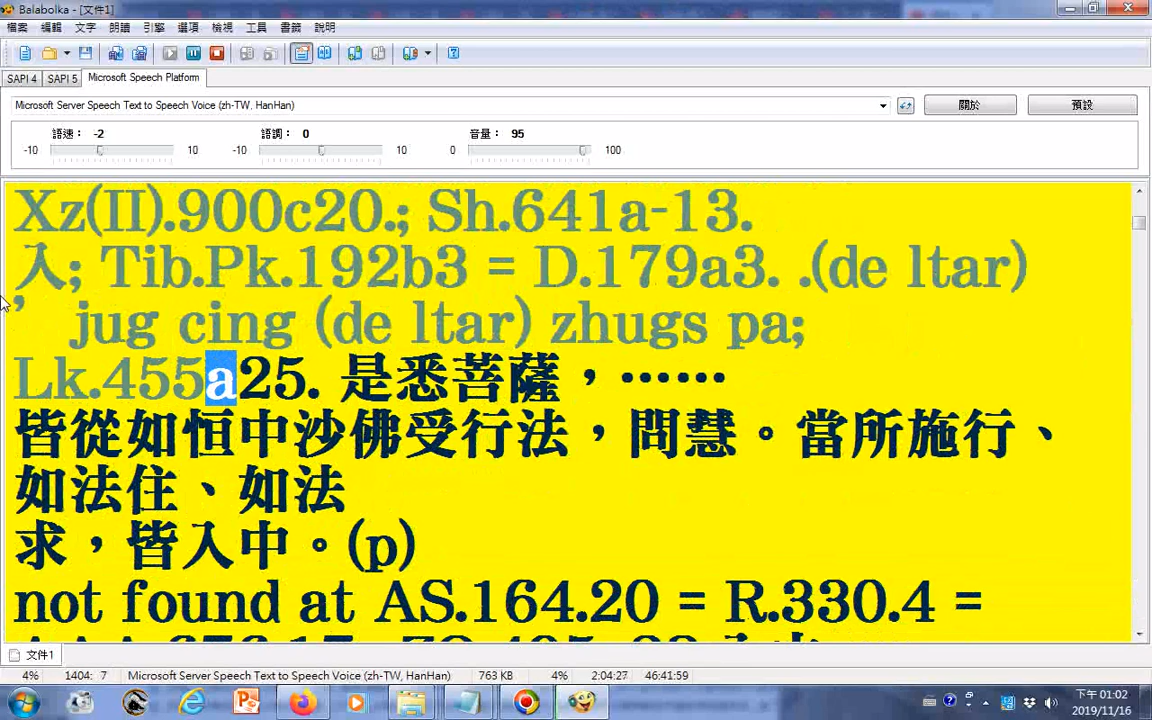 Balabolka - [文件1]
檔案 編輯 文字 朗讀 引擎 選項 檢視 工具 書籤 說明
SAPI 4 SAPI 5 Microsoft Speech Platform
Microsoft Server Speech Text to Speech Voice (zh-TW, HanHan) 關於 預設
語速： -2 語調： 0 音量： 95
-10 10 -10 10 0 100
Xz(II).900c20.; Sh.641a-13.
入; Tib.Pk.192b3 = D.179a3. .(de ltar)
’ jug cing (de ltar) zhugs pa;
Lk.455a25. 是悉菩薩，⋯⋯
皆從如恒中沙佛受行法，問慧。當所施行、
如法住、如法
求，皆入中。(p)
not found at AS.164.20 = R.330.4 =
文件1
4% 1404: 7 Microsoft Server Speech Text to Speech Voice (zh-TW, HanHan) 763 KB 4% 2:04:27 46:41:59
下午 01:02
2019/11/16